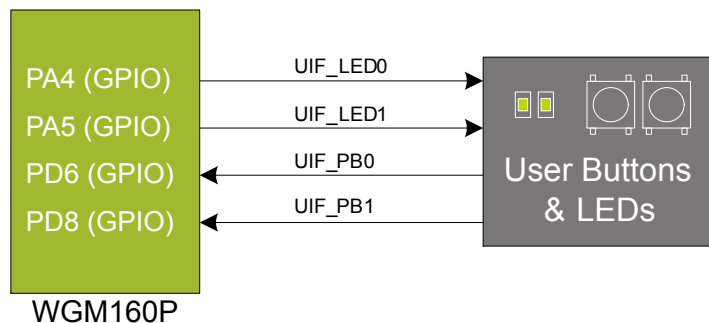 PA4 (GPIO)
UIF_LED0
PA5 (GPIO)
UIF_LED1
PD6 (GPIO)
UIF_PB0
PD8 (GPIO)
UIF_PB1
User Buttons
& LEDs
WGM160P